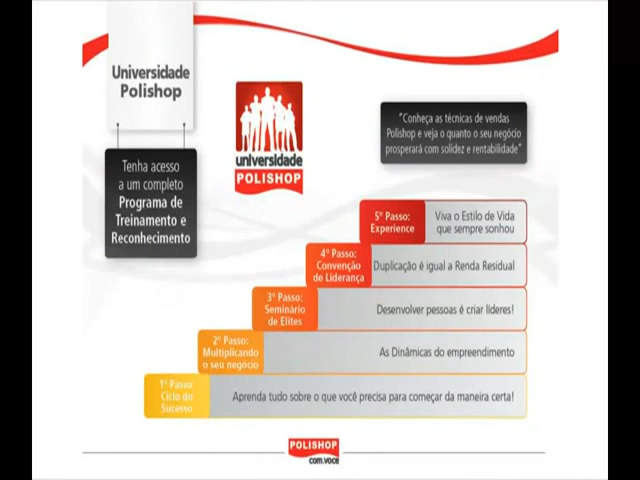 Universidade
Polishop
Tenha acesso
a um completo
Programa de
Treinamento e
Reconhecimento
universidade
POLISHOP
"Conheça as técnicas de vendas
Polishop e veja o quanto o seu negócio
prosperará com solidez e rentabilidade"
5º Passo:
Experience
Viva o Estilo de Vida
que sempre sonhou
4º Passo:
Convenção
de Liderança
Duplicação é igual a Renda Residual
3º Passo:
Seminário
de Elites
Desenvolver pessoas é criar líderes!
2º Passo:
Multiplicando
o seu negócio
As Dinâmicas do empreendimento
1º Passo:
Ciclo do
Sucesso
Aprenda tudo sobre o que você precisa para começar da maneira certa!
POLISHOP
com.você